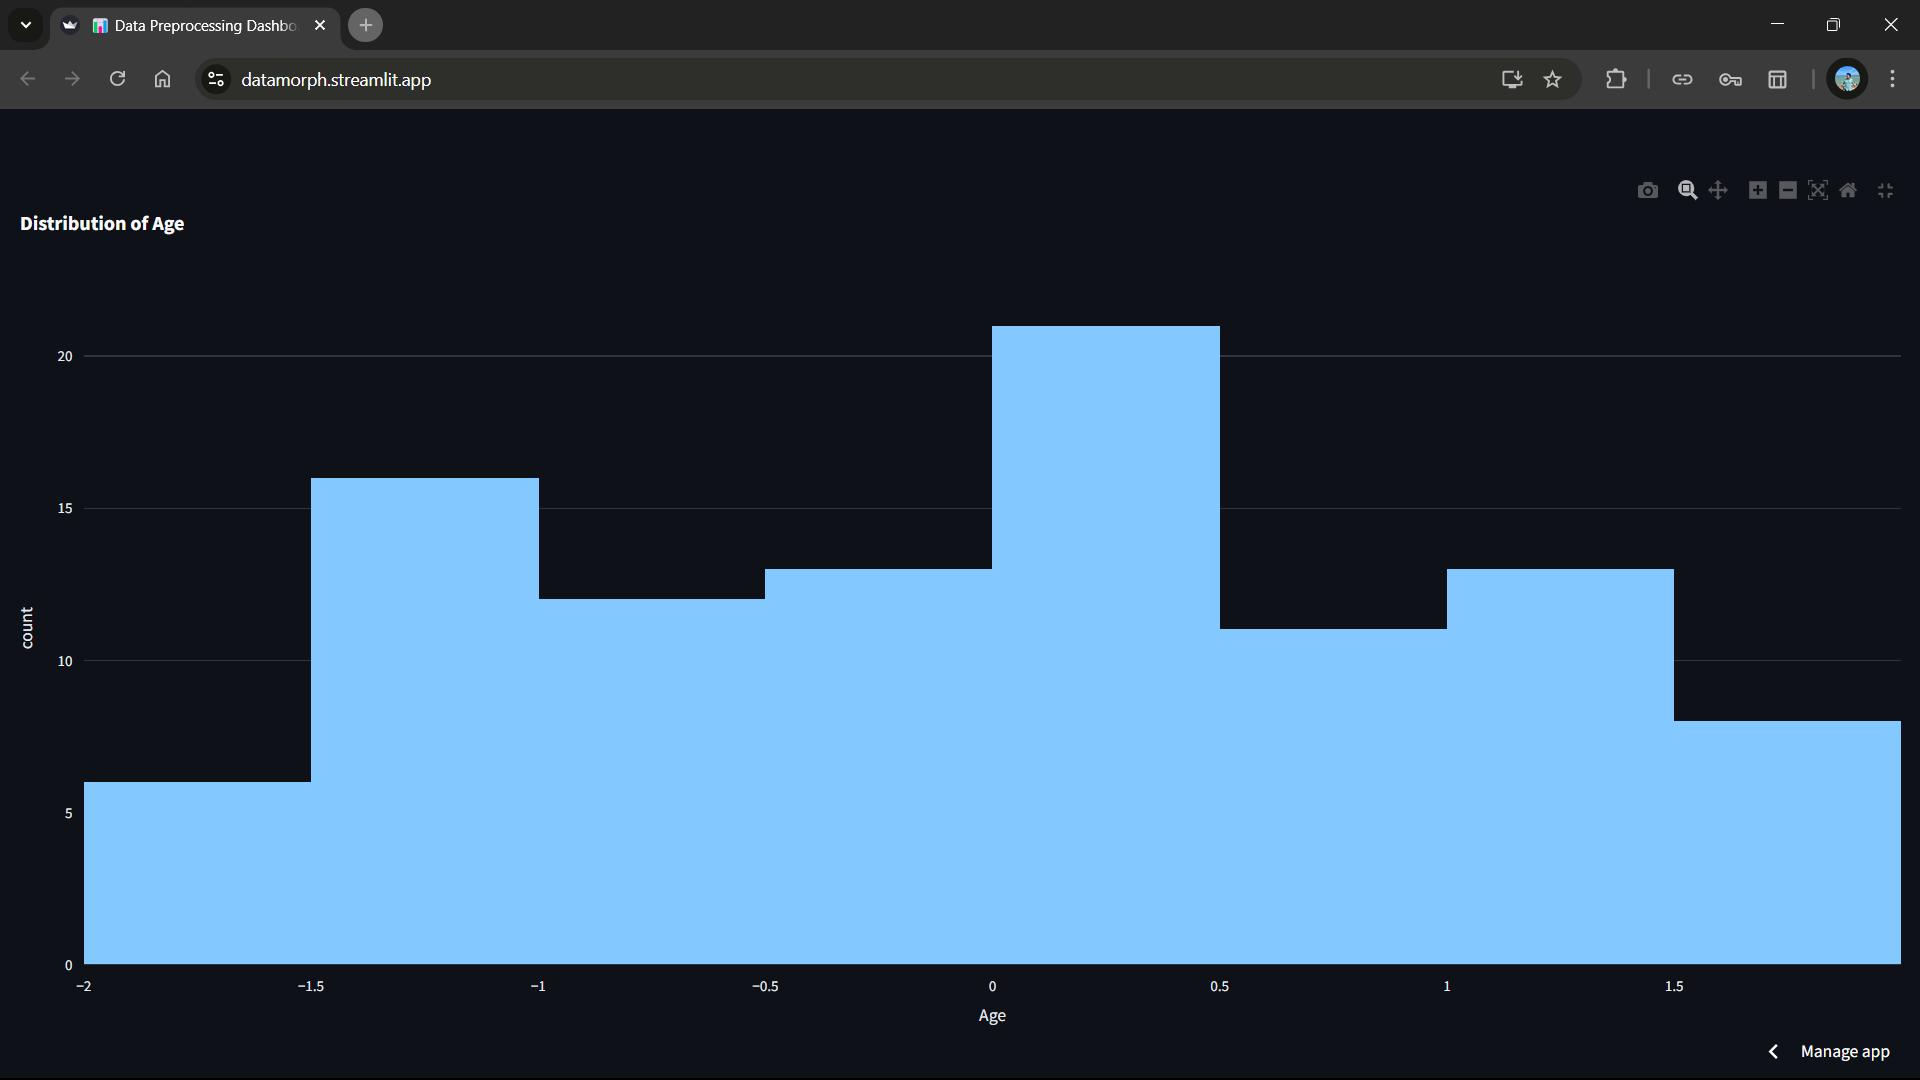 Data Preprocessing Dashbo
datamorph.streamlit.app
Distribution of Age
20
15
10
5
0
count
−2
−1.5
−1
−0.5
0
0.5
1
1.5
Age
Manage app